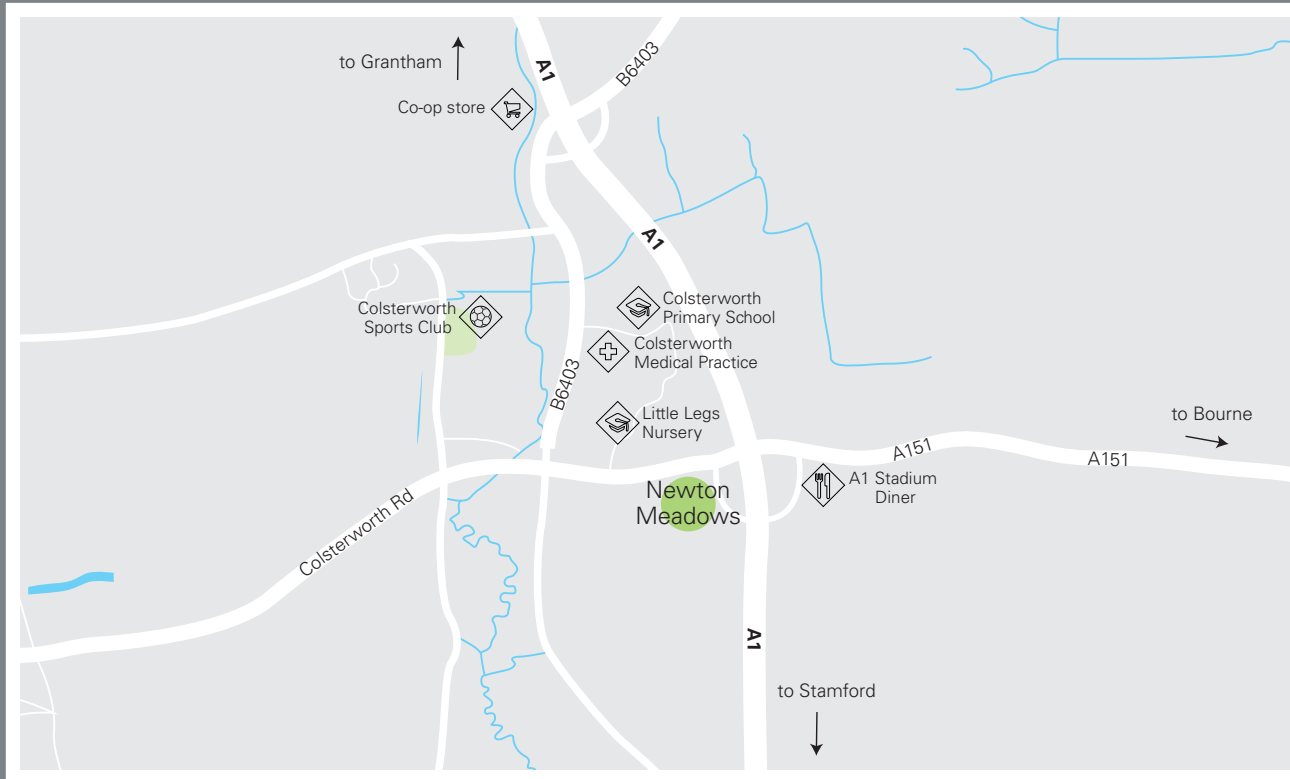 to Grantham
A1
B6403
Co-op store
A1
Colsterworth
Sports Club
Colsterworth
Primary School
Colsterworth
Medical Practice
B6403
Little Legs
Nursery
to Bourne
A151
A151
A1 Stadium
Diner
Newton
Meadows
Colsterworth Rd
A1
to Stamford